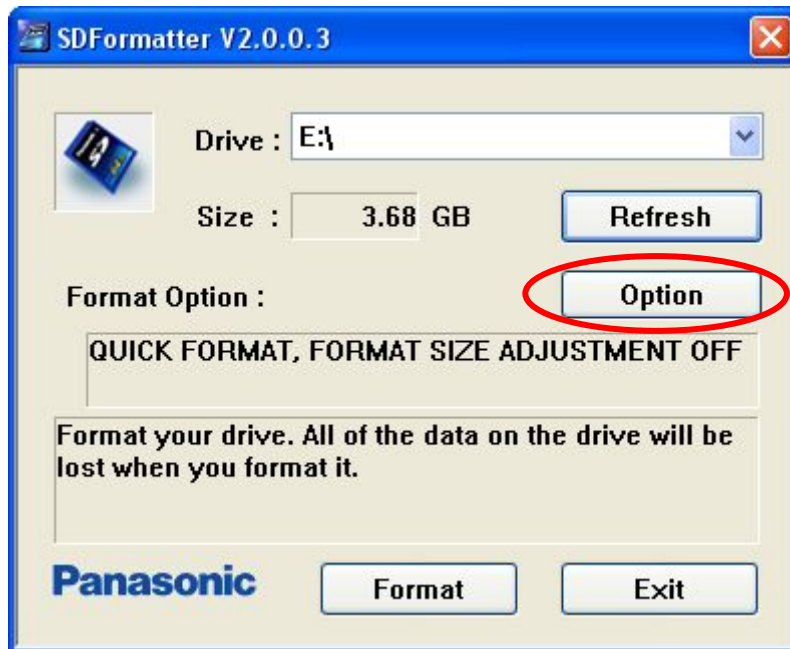 SDFormatter V2.0.0.3
Drive : E:\
Size : 3.68 GB Refresh
Format Option : Option
QUICK FORMAT, FORMAT SIZE ADJUSTMENT OFF
Format your drive. All of the data on the drive will be
lost when you format it.
Panasonic Format Exit